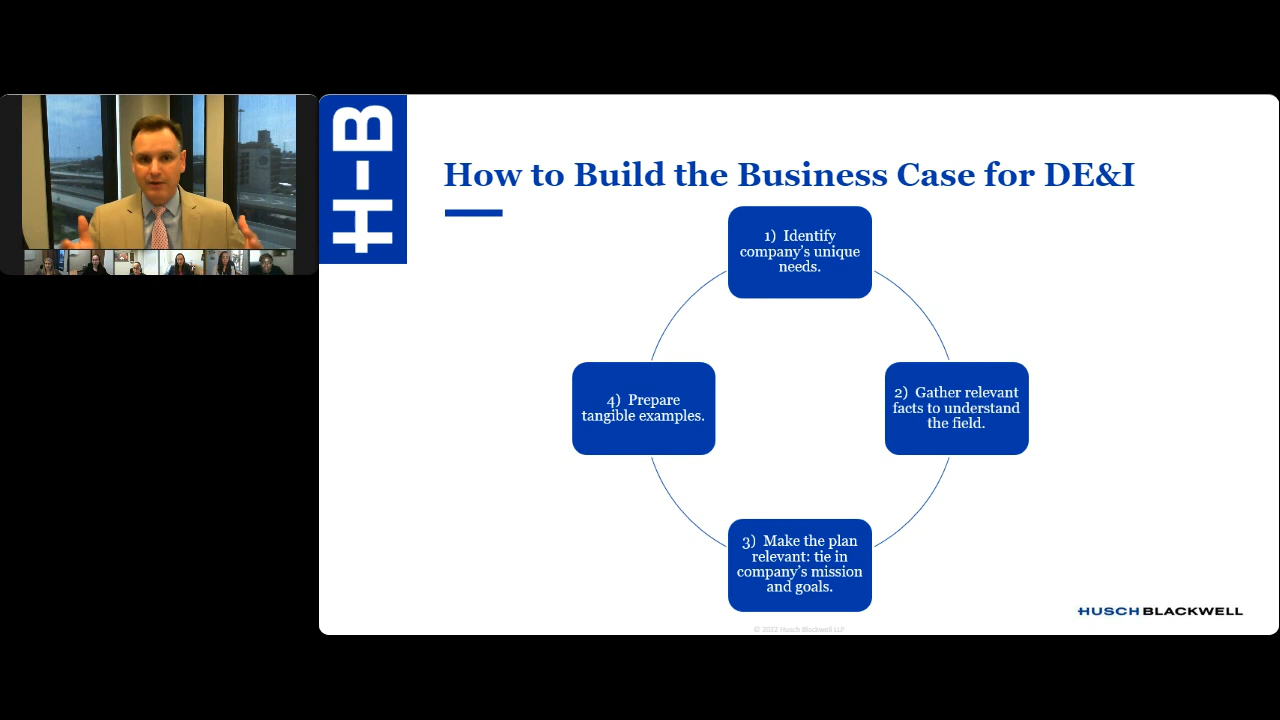 H-B
How to Build the Business Case for DE&I
1) Identify
company's unique
needs.
2) Gather relevant
facts to understand
the field.
3) Make the plan
relevant: tie in
company's mission
and goals.
4) Prepare
tangible examples.
HUSCH BLACKWELL
© 2022 Husch Blackwell LLP